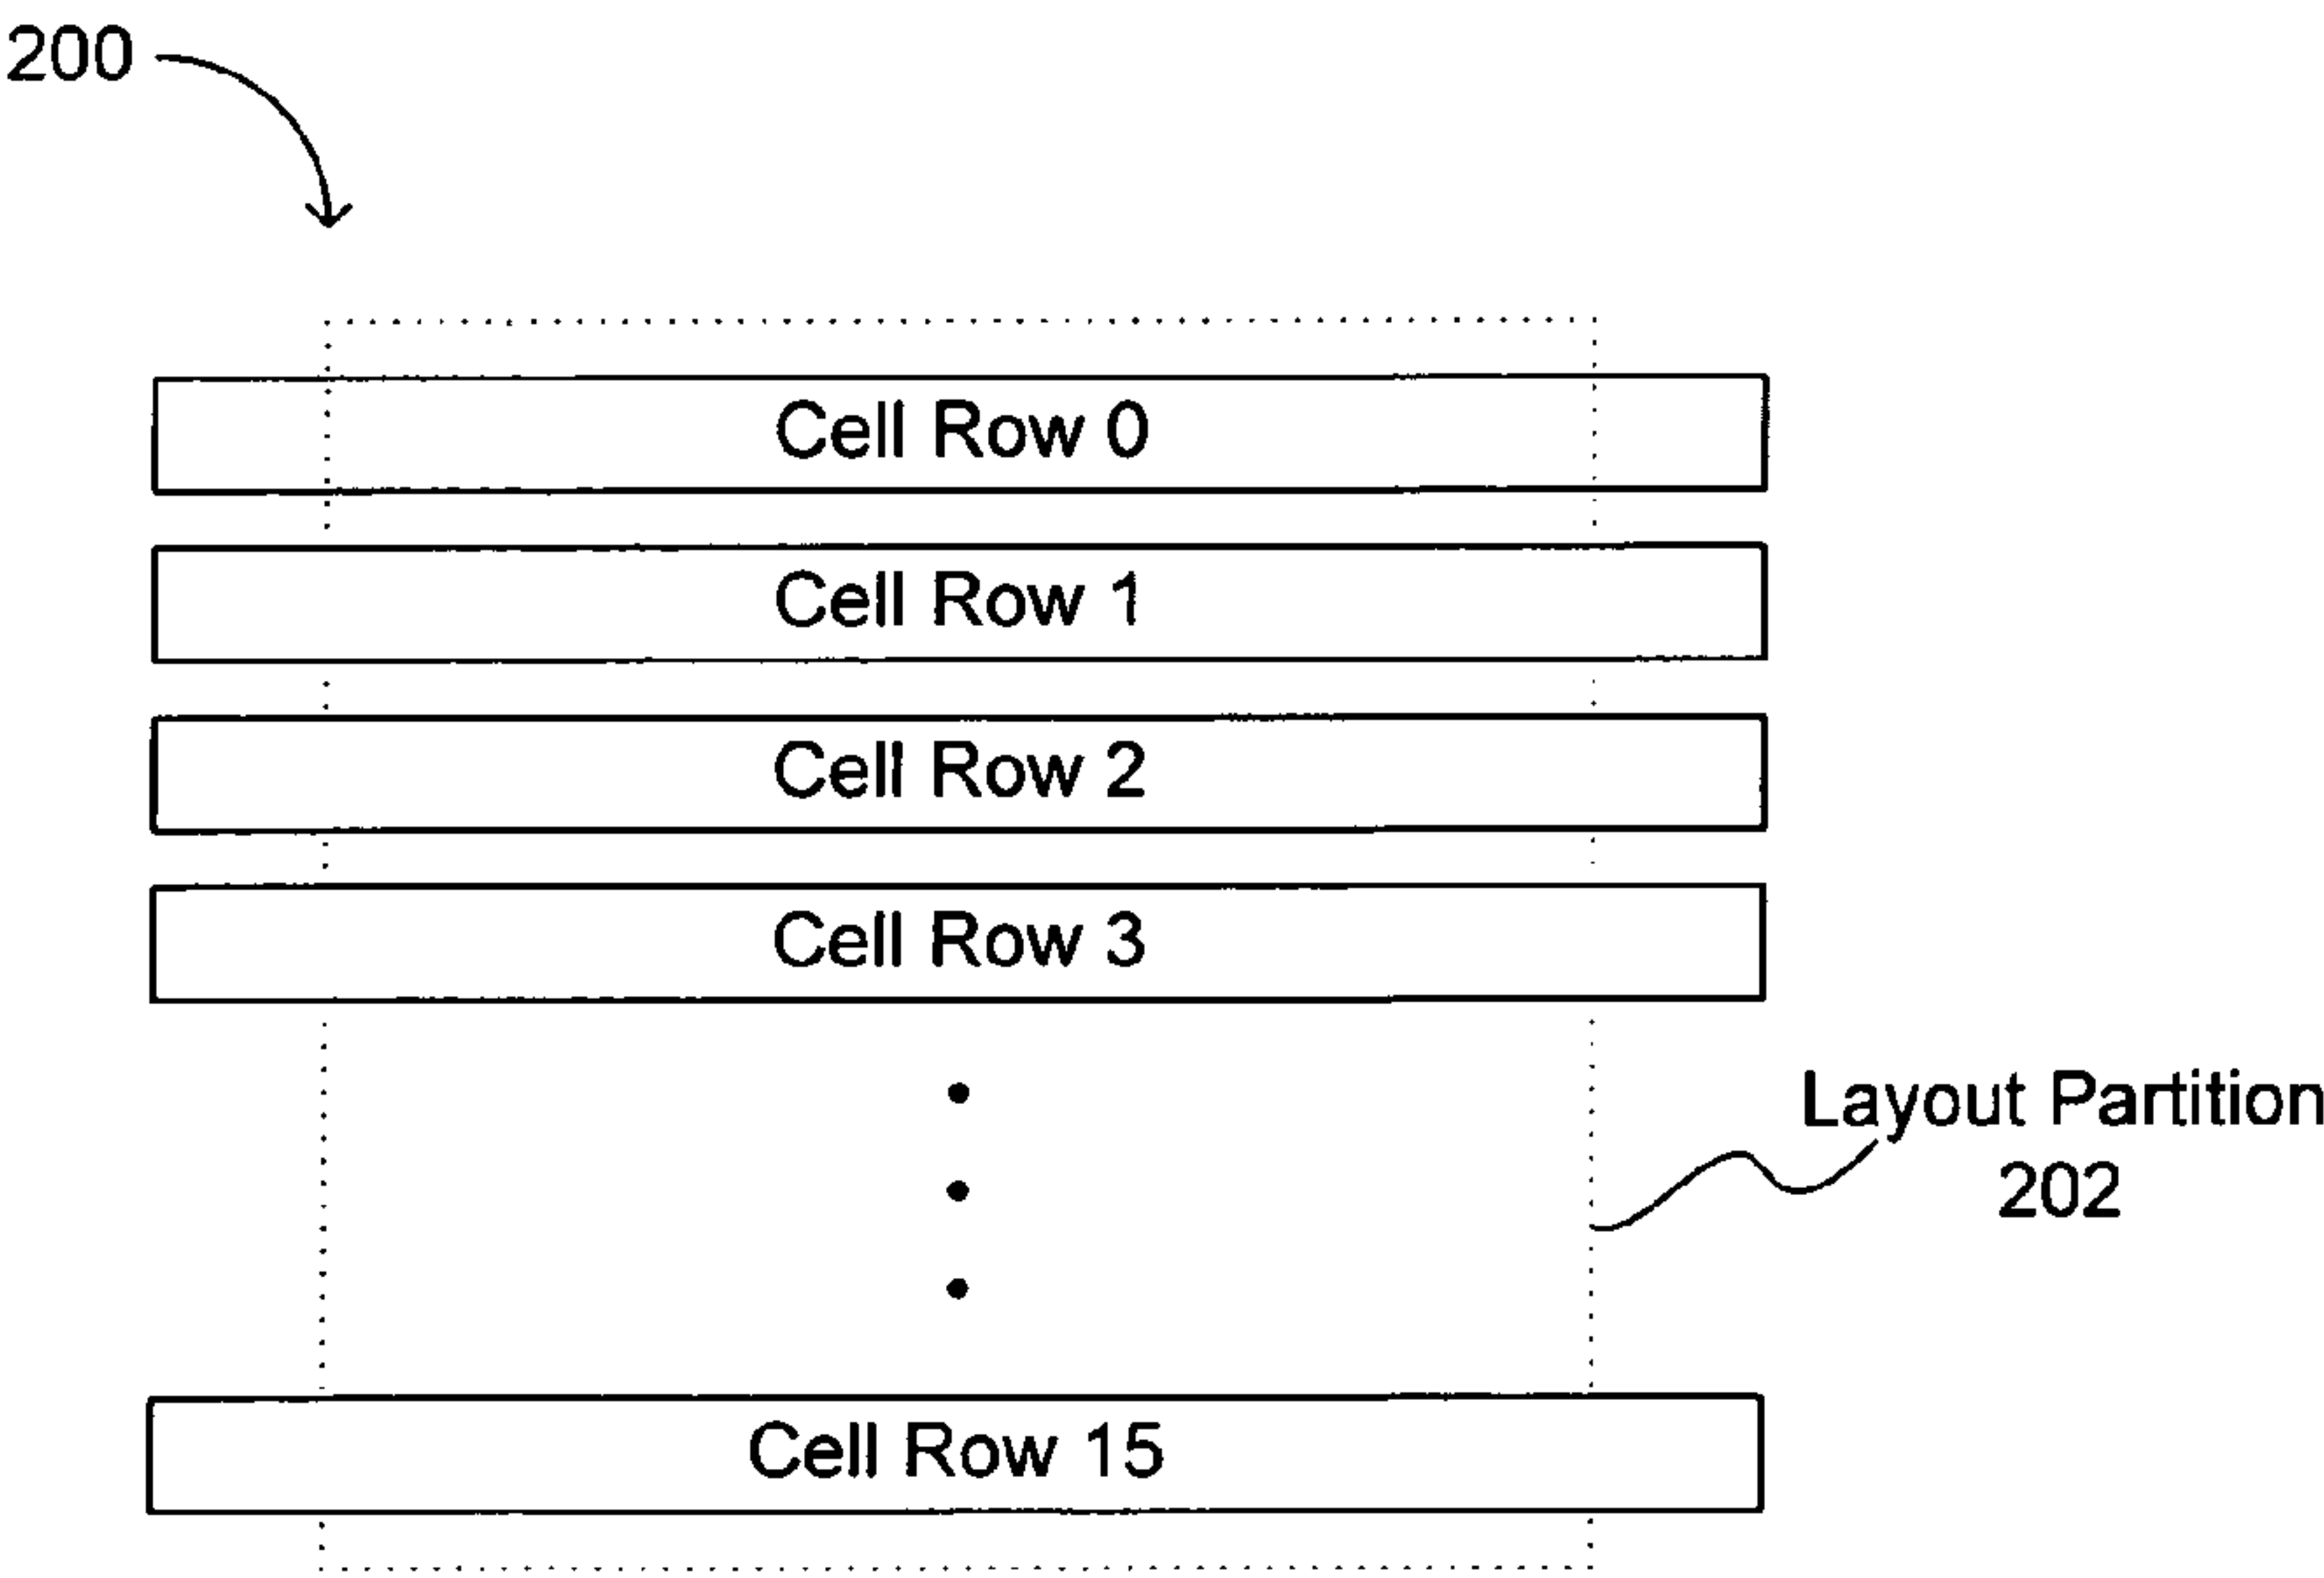 200
Cell Row 0
Cell Row 1
Cell Row 2
Cell Row 3
Layout Partition
202
Cell Row 15